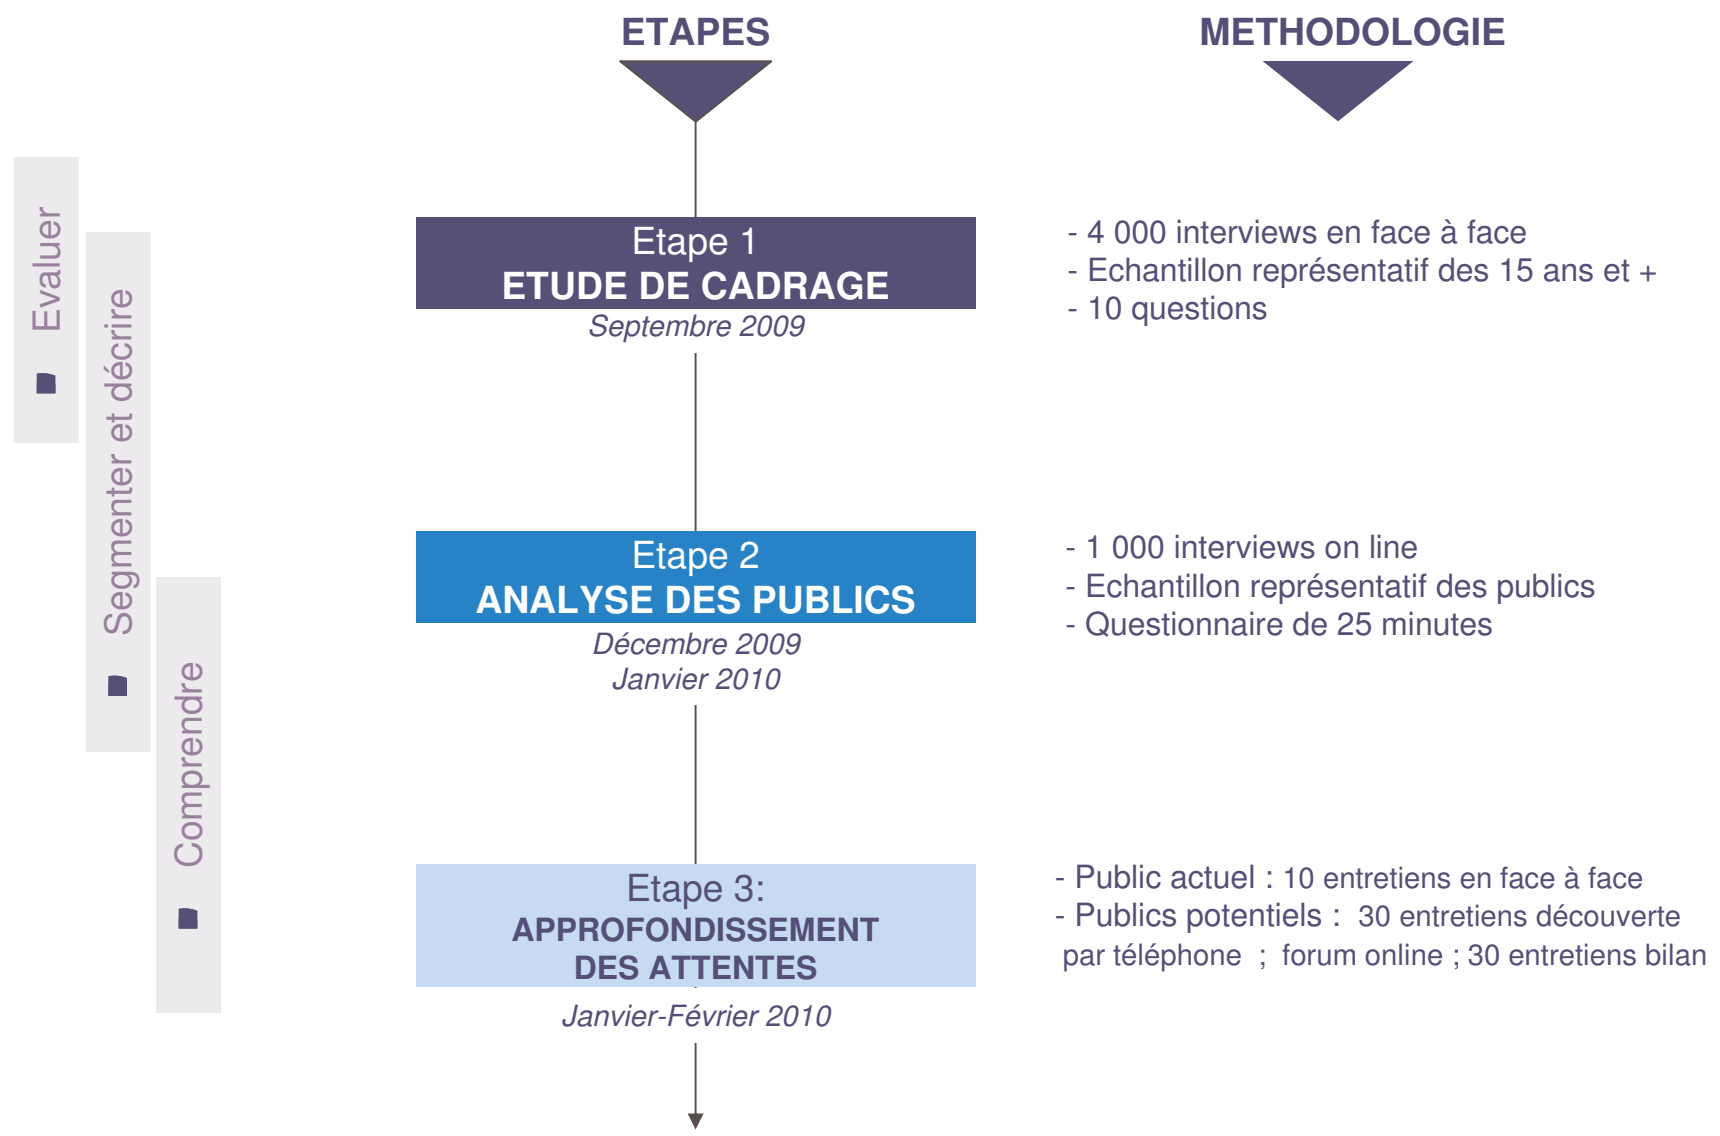 ETAPES
METHODOLOGIE
Evaluer
Segmenter et décrire
Comprendre
Etape 1
ETUDE DE CADRAGE
Septembre 2009
- 4 000 interviews en face à face
- Echantillon représentatif des 15 ans et +
- 10 questions
Etape 2
ANALYSE DES PUBLICS
Décembre 2009
Janvier 2010
- 1 000 interviews on line
- Echantillon représentatif des publics
- Questionnaire de 25 minutes
Etape 3:
APPROFONDISSEMENT
DES ATTENTES
Janvier-Février 2010
- Public actuel : 10 entretiens en face à face
- Publics potentiels : 30 entretiens découverte
par téléphone ; forum online ; 30 entretiens bilan